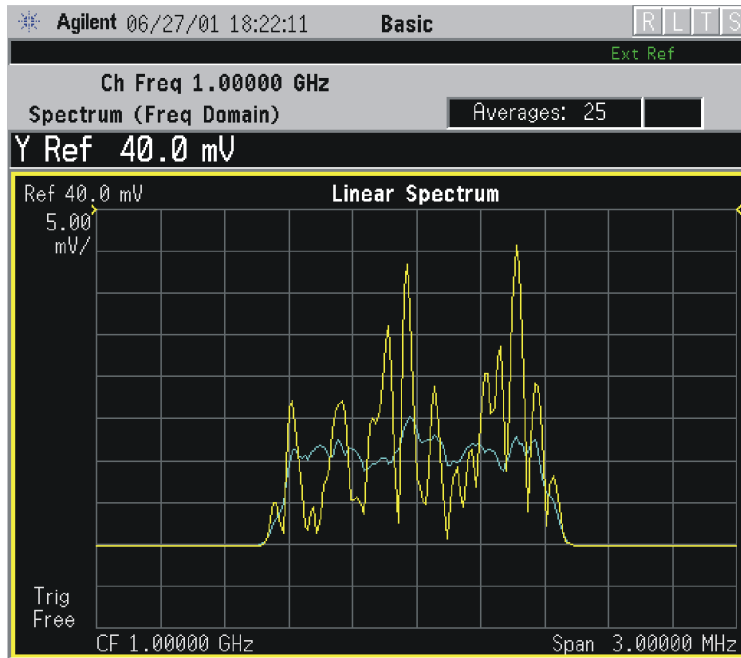 Agilent 06/27/01 18:22:11 Basic R L T S
Ext Ref
Ch Freq 1.00000 GHz
Spectrum (Freq Domain) Averages: 25
Y Ref 40.0 mV
Ref 40.0 mV Linear Spectrum
5.00
mV/
Trig
Free
CF 1.00000 GHz Span 3.00000 MHz